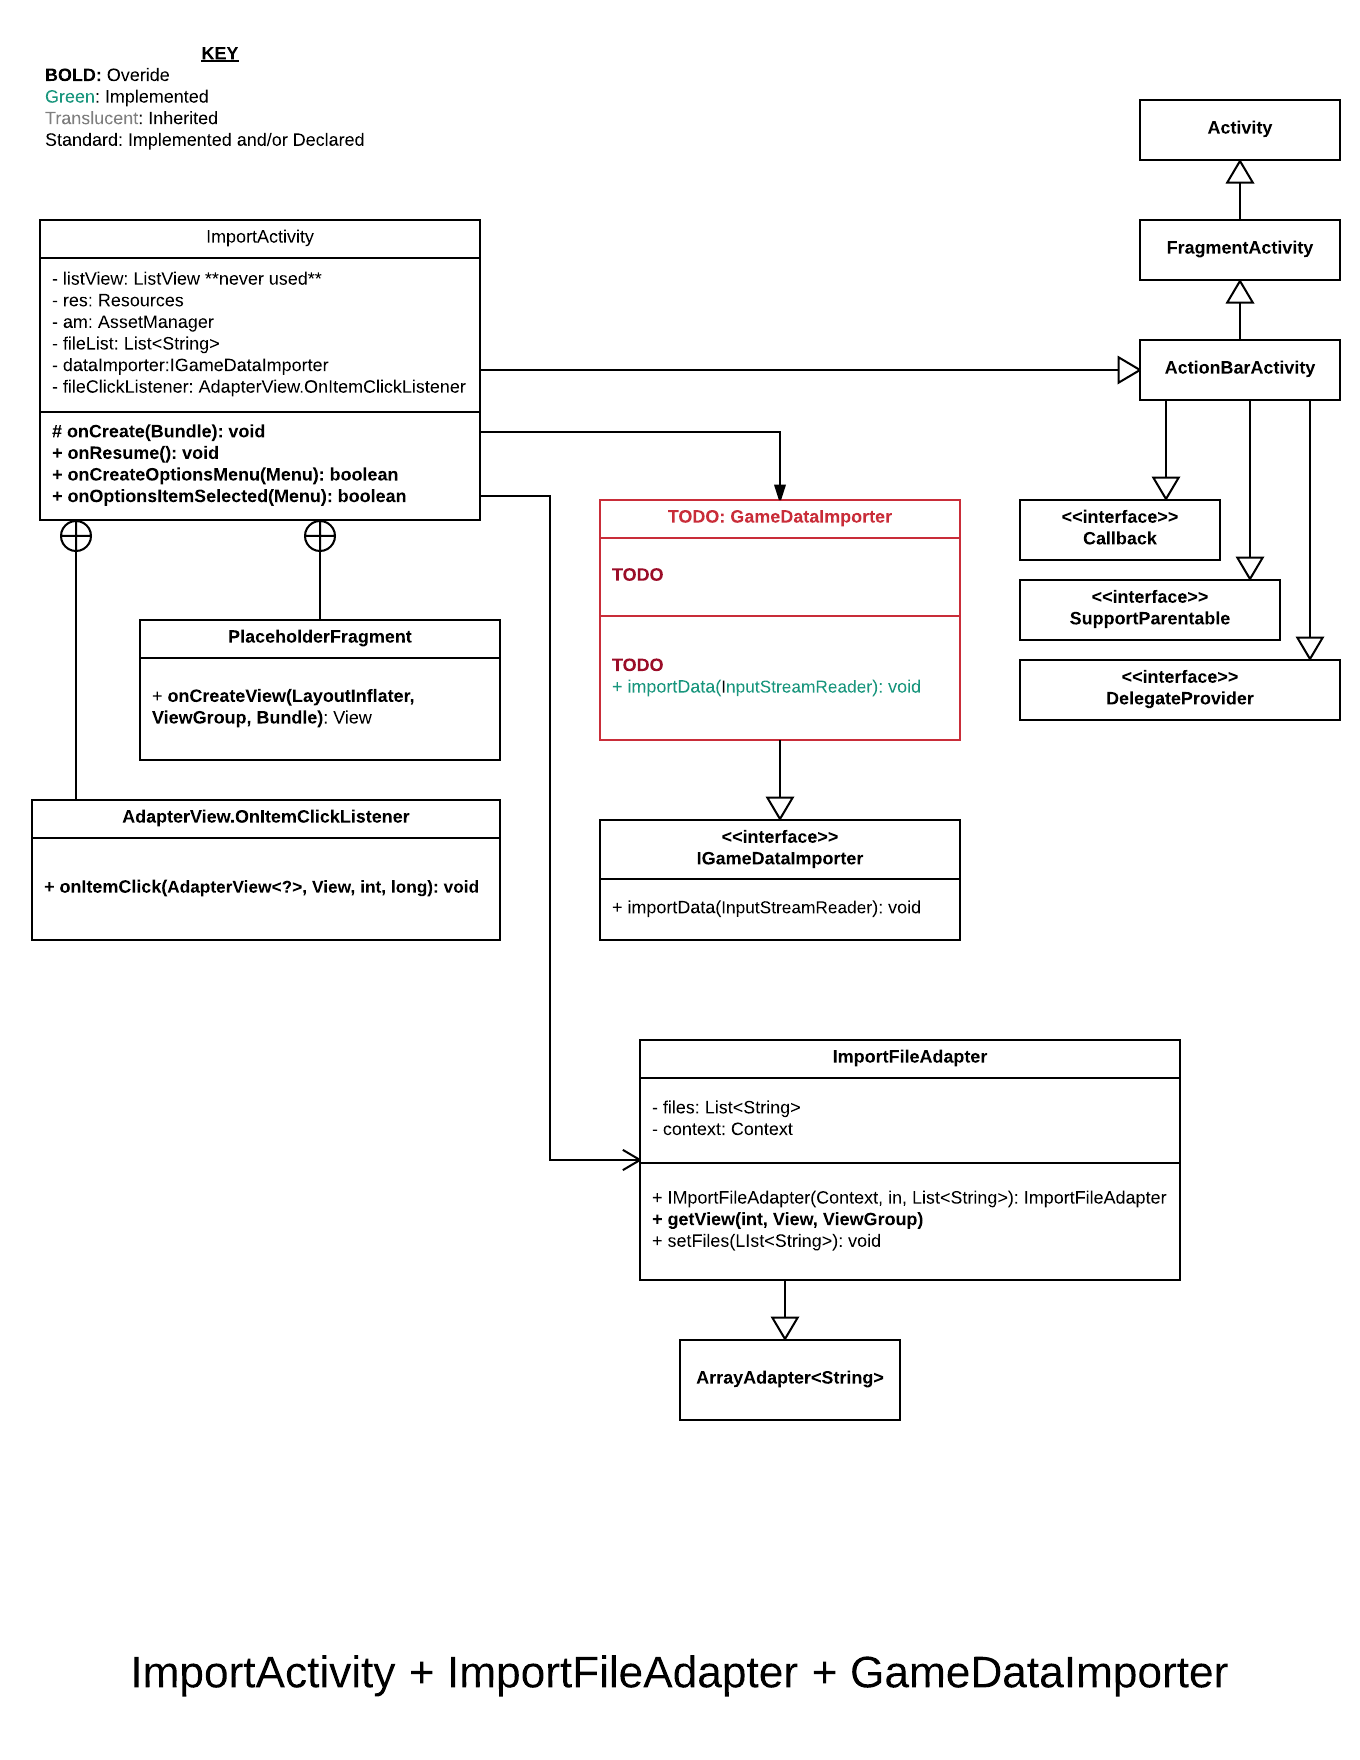 KEY
BOLD: Overide
Green: Implemented
Translucent: Inherited
Standard: Implemented and/or Declared
Activity
FragmentActivity
ActionBarActivity
ImportActivity
- listView: ListView **never used**
- res: Resources
- am: AssetManager
- fileList: List<String>
- dataImporter:IGameDataImporter
- fileClickListener: AdapterView.OnItemClickListener
# onCreate(Bundle): void
+ onResume(): void
+ onCreateOptionsMenu(Menu): boolean
+ onOptionsItemSelected(Menu): boolean
TODO: GameDataImporter
TODO
TODO
+ importData(InputStreamReader): void
<<interface>>
Callback
<<interface>>
SupportParentable
<<interface>>
DelegateProvider
PlaceholderFragment
+ onCreateView(LayoutInflater,
ViewGroup, Bundle): View
AdapterView.OnItemClickListener
+ onItemClick(AdapterView<?>, View, int, long): void
<<interface>>
IGameDataImporter
+ importData(InputStreamReader): void
ImportFileAdapter
- files: List<String>
- context: Context
+ IMportFileAdapter(Context, in, List<String>): ImportFileAdapter
+ getView(int, View, ViewGroup)
+ setFiles(LIst<String>): void
ArrayAdapter<String>
ImportActivity + ImportFileAdapter + GameDataImporter